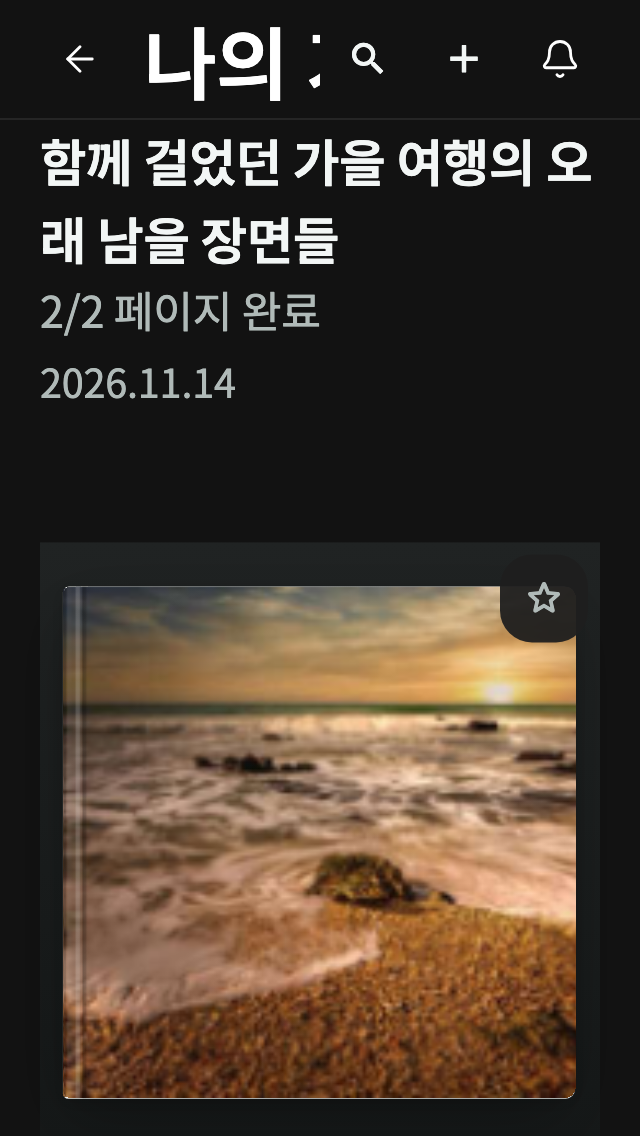 나의
함께 걸었던 가을 여행의 오
래 남을 장면들
2/2 페이지 완료
2026.11.14